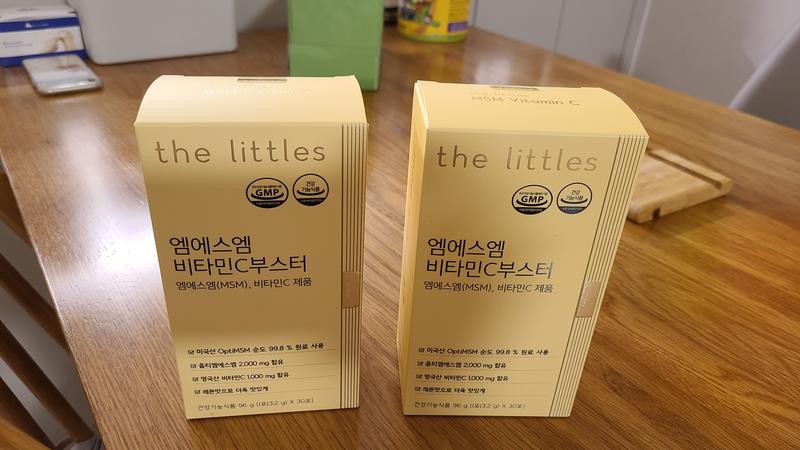 MSM Vitamin C
the littles
GMP
건강
기능식품
엠에스엠
비타민C부스터
엠에스엠(MSM), 비타민C 제품
미국산 OptiMSM 순도 99.8 % 원료 사용
옵티엠에스엠 2,000 mg 함유
영국산 비타민C 1,000 mg 함유
레몬맛으로 더욱 맛있게
건강기능식품 96 g [1포(3.2 g) X 30포]
the littles
MSM Vitamin C
the littles
GMP
건강
기능식품
엠에스엠
비타민C부스터
엠에스엠(MSM), 비타민C 제품
미국산 OptiMSM 순도 99.8 % 원료 사용
옵티엠에스엠 2,000 mg 함유
영국산 비타민C 1,000 mg 함유
레몬맛으로 더욱 맛있게
건강기능식품 96 g [1포(3.2 g) X 30포]